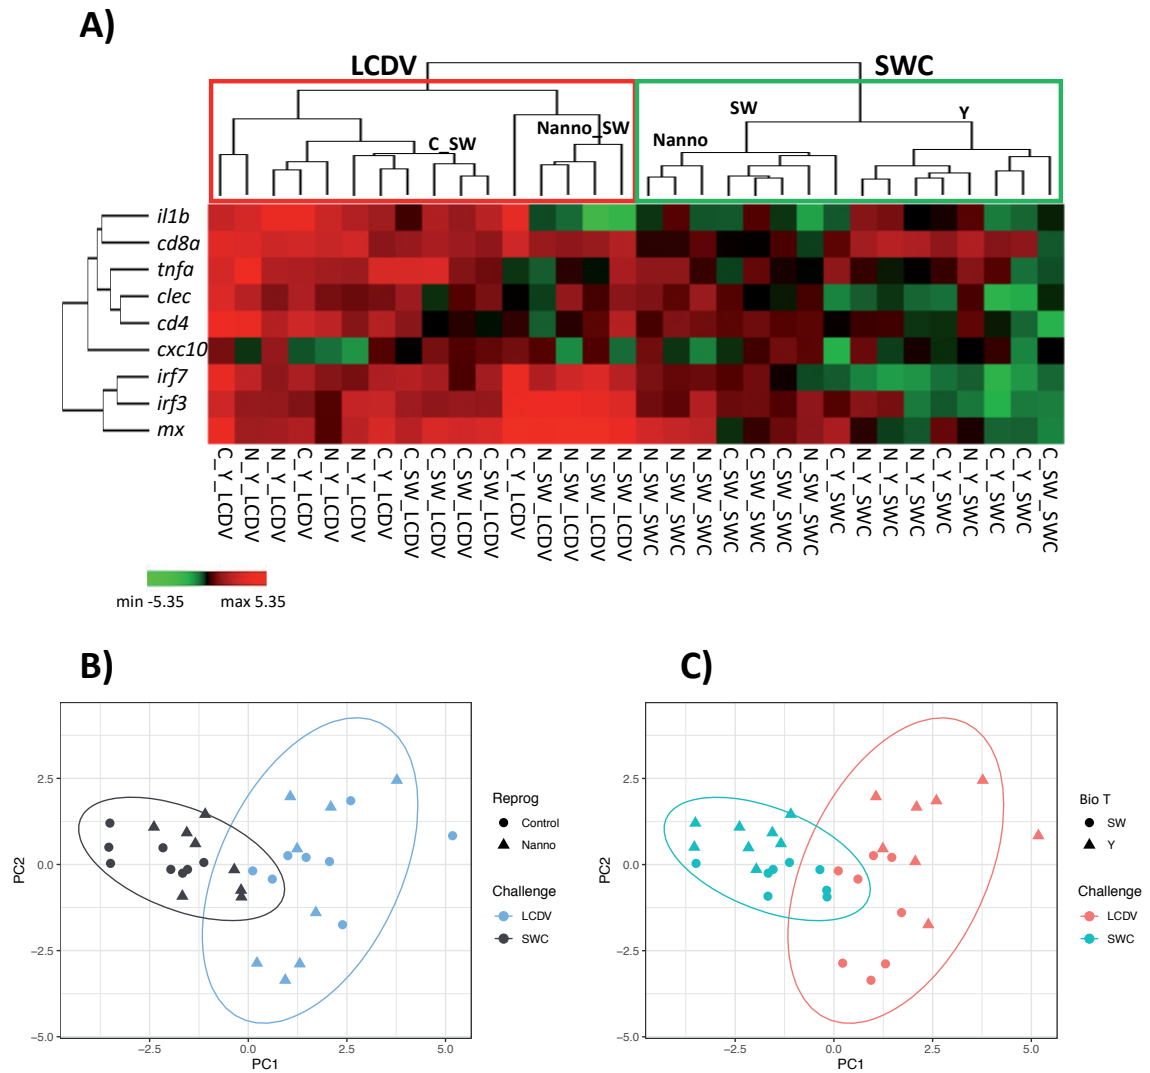 A)
LCDV
SWC
SW
Y
Nanno_SW
C_SW
Nanno
il1b
cd8a
tnfa
clec
cd4
cxc10
irf7
irf3
mx
C_Y_LCDV
N_Y_LCDV
N_Y_LCDV
C_Y_LCDV
N_Y_LCDV
N_Y_LCDV
C_Y_LCDV
C_SW_LCDV
C_SW_LCDV
C_SW_LCDV
C_SW_LCDV
C_Y_LCDV
N_SW_LCDV
N_SW_LCDV
N_SW_LCDV
N_SW_LCDV
N_SW_SWC
N_SW_SWC
N_SW_SWC
C_SW_SWC
C_SW_SWC
C_SW_SWC
N_SW_SWC
C_Y_SWC
N_Y_SWC
N_Y_SWC
N_Y_SWC
C_Y_SWC
N_Y_SWC
C_Y_SWC
C_Y_SWC
C_SW_SWC
min -5.35 max 5.35
B)
2.5
0.0
−2.5
−5.0
PC2
−2.5 0.0 2.5 5.0
PC1
Reprog
Control
Nanno
Challenge
LCDV
SWC
C)
2.5
0.0
−2.5
−5.0
PC2
−2.5 0.0 2.5 5.0
PC1
Bio T
SW
Y
Challenge
LCDV
SWC